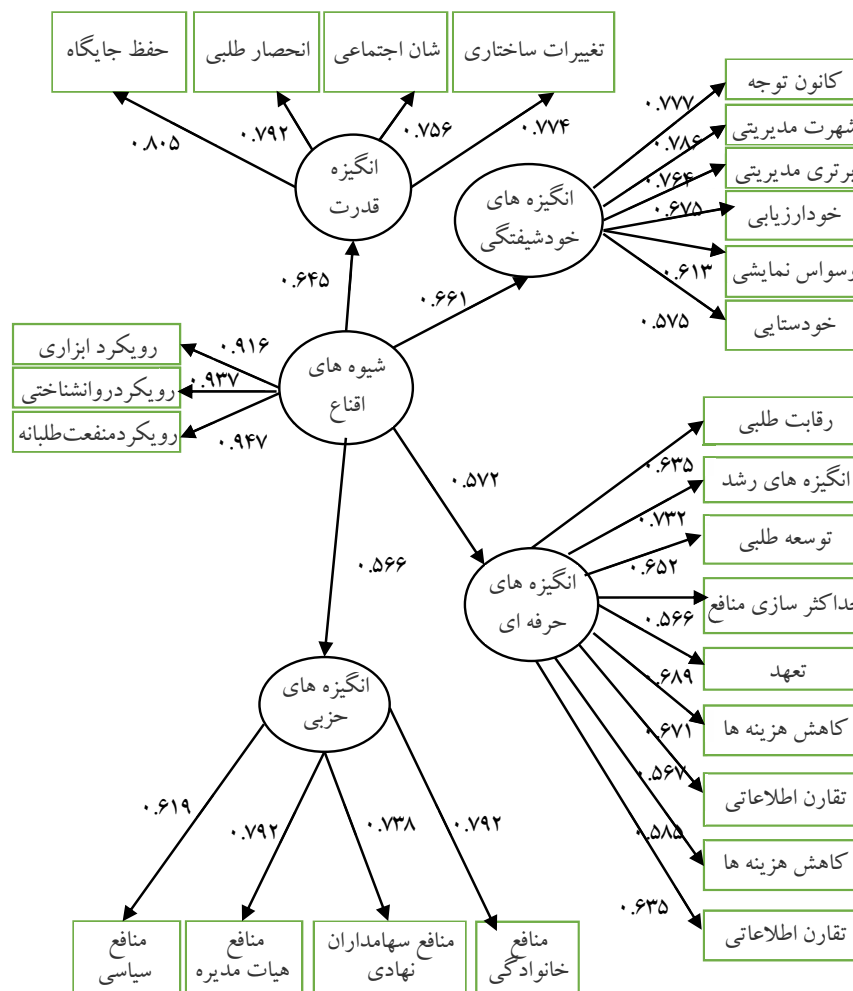 حفظ جایگاه
انحصار طلبی
شان اجتماعی
تغییرات ساختاری
۰.۸۰۵
۰.۷۹۲
۰.۷۵۶
۰.۷۷۴
انگیزه
قدرت
۰.۶۴۵
انگیزه های
خودشیفتگی
۰.۶۶۱
کانون توجه
شهرت مدیریتی
برتری مدیریتی
خودارزیابی
وسواس نمایشی
خودستایی
۰.۷۷۷
۰.۷۸۶
۰.۷۶۴
۰.۶۷۵
۰.۶۱۳
۰.۵۷۵
شیوه های
اقناع
رویکرد ابزاری
رویکردروانشناختی
رویکردمنفعت‌طلبانه
۰.۹۱۶
۰.۹۳۷
۰.۹۴۷
۰.۵۷۲
۰.۵۶۶
انگیزه های
حرفه ای
رقابت طلبی
انگیزه های رشد
توسعه طلبی
حداکثر سازی منافع
تعهد
کاهش هزینه ها
تقارن اطلاعاتی
کاهش هزینه ها
تقارن اطلاعاتی
۰.۶۳۵
۰.۷۳۲
۰.۶۵۲
۰.۵۶۶
۰.۶۸۹
۰.۶۷۱
۰.۵۶۷
۰.۵۸۵
۰.۶۳۵
انگیزه های
حزبی
۰.۶۱۹
۰.۷۹۲
۰.۷۳۸
۰.۷۹۲
منافع
سیاسی
منافع
هیات مدیره
منافع سهامداران
نهادی
منافع
خانوادگی